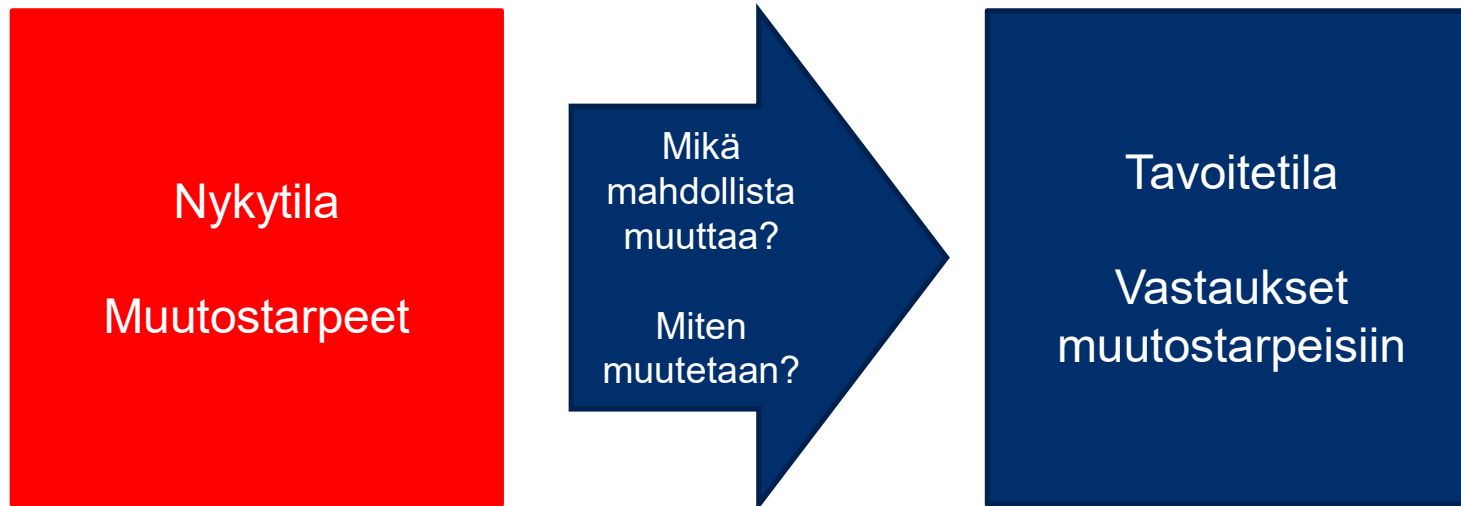 Nykytila
Muutostarpeet
Mikä
mahdollista
muuttaa?
Miten
muutetaan?
Tavoitetila
Vastaukset
muutostarpeisiin